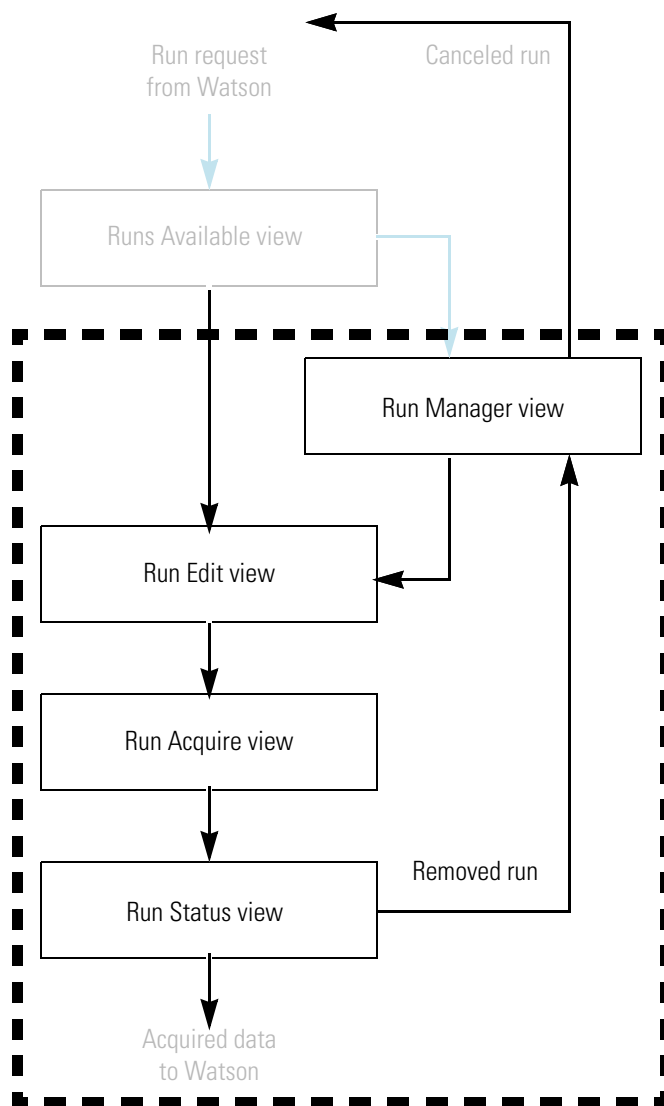 Run request
from Watson
Canceled run
Runs Available view
Run Manager view
Run Edit view
Run Acquire view
Removed run
Run Status view
Acquired data
to Watson